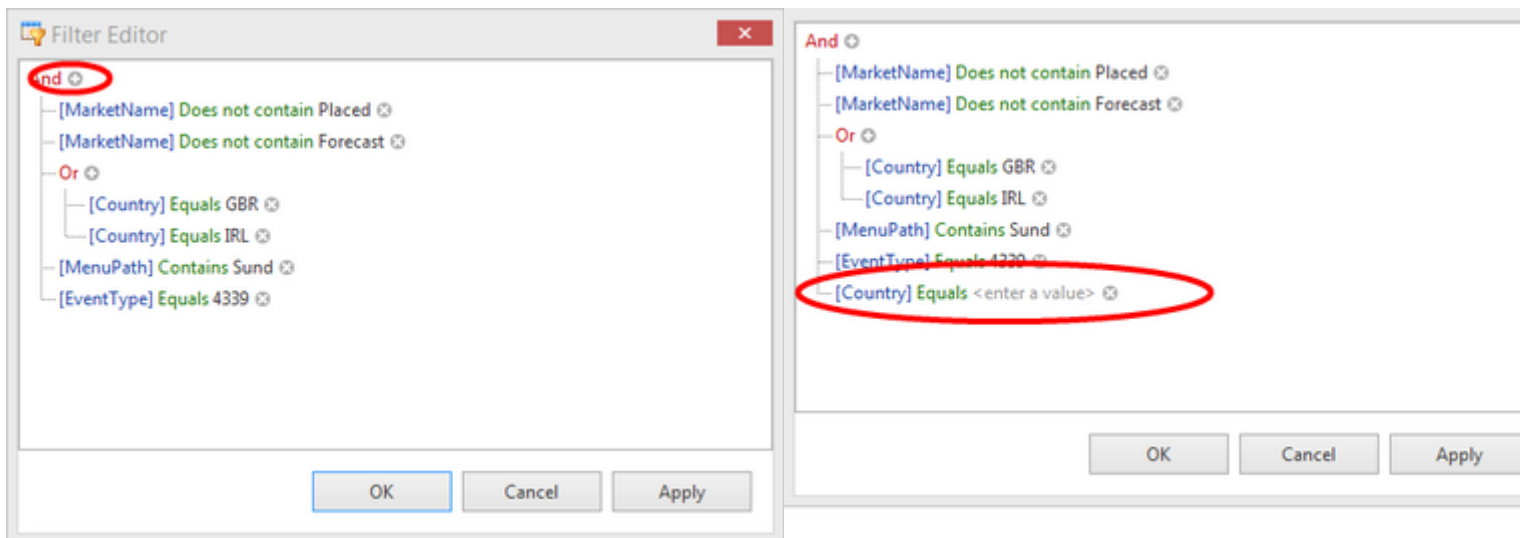 Filter Editor
And
[MarketName] Does not contain Placed
[MarketName] Does not contain Forecast
Or
[Country] Equals GBR
[Country] Equals IRL
[MenuPath] Contains Sund
[EventType] Equals 4339
OK Cancel Apply
And
[MarketName] Does not contain Placed
[MarketName] Does not contain Forecast
Or
[Country] Equals GBR
[Country] Equals IRL
[MenuPath] Contains Sund
[EventType] Equals 4339
[Country] Equals <enter a value>
OK Cancel Apply